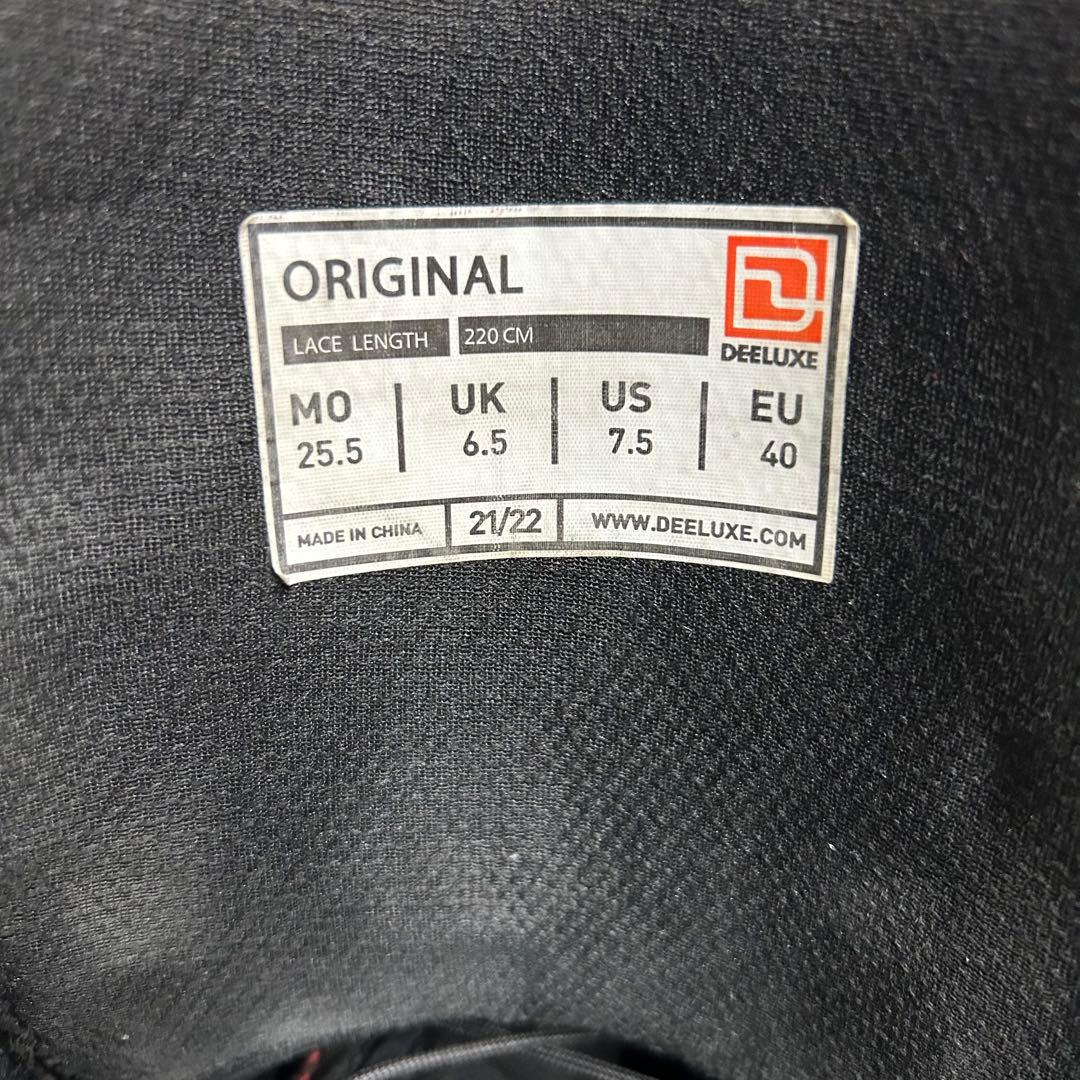 ORIGINAL
DEELUXE
LACE LENGTH 220 CM
MO UK US EU
25.5 6.5 7.5 40
MADE IN CHINA 21/22 WWW.DEELUXE.COM